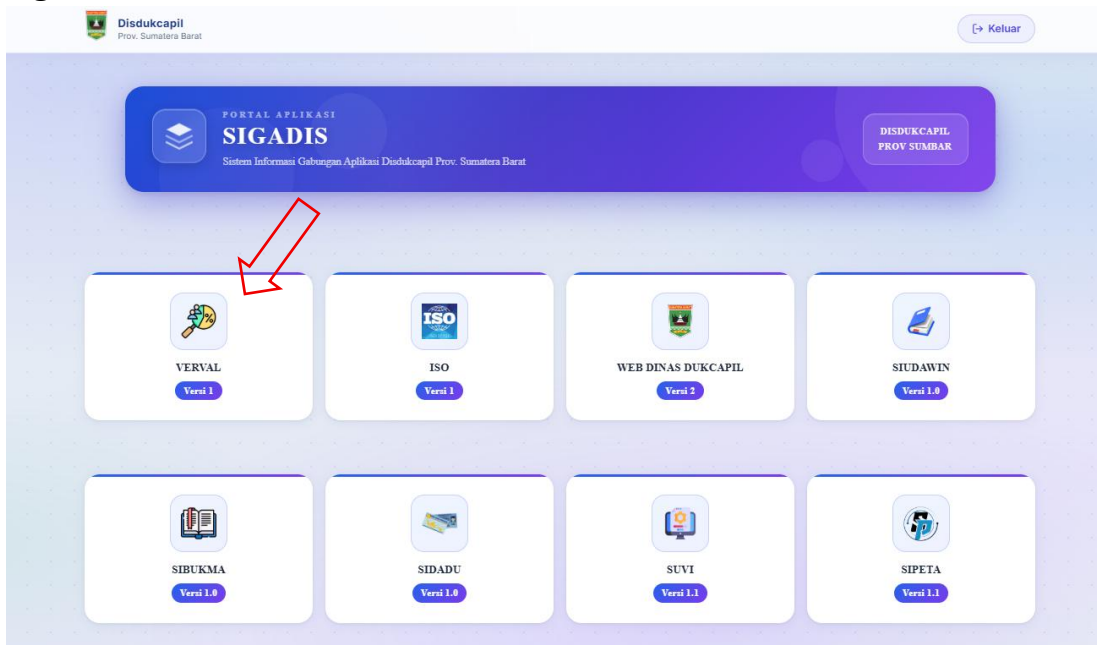 Disdukcapil
Prov. Sumatera Barat
Keluar
PORTAL APLIKASI
SIGADIS
Sistem Informasi Gabungan Aplikasi Disdukcapil Prov. Sumatera Barat
DISDUKCAPIL
PROV SUMBAR
VERVAL
Versi 1
ISO
ISO
Versi 1
WEB DINAS DUKCAPIL
Versi 2
SIUDAWIN
Versi 1.0
SIBUKMA
Versi 1.0
SIDADU
Versi 1.0
SUVI
Versi 1.1
SIPETA
Versi 1.1